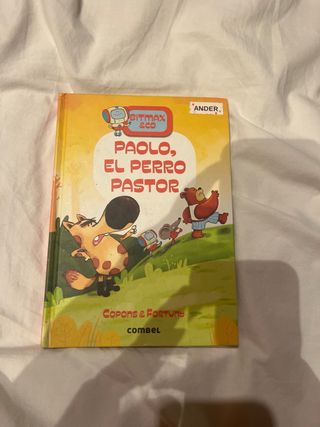 BITMAX
&CO
ANDER
PAOLO,
EL PERRO
PASTOR
COPONS & FORTUNY
COMBEL